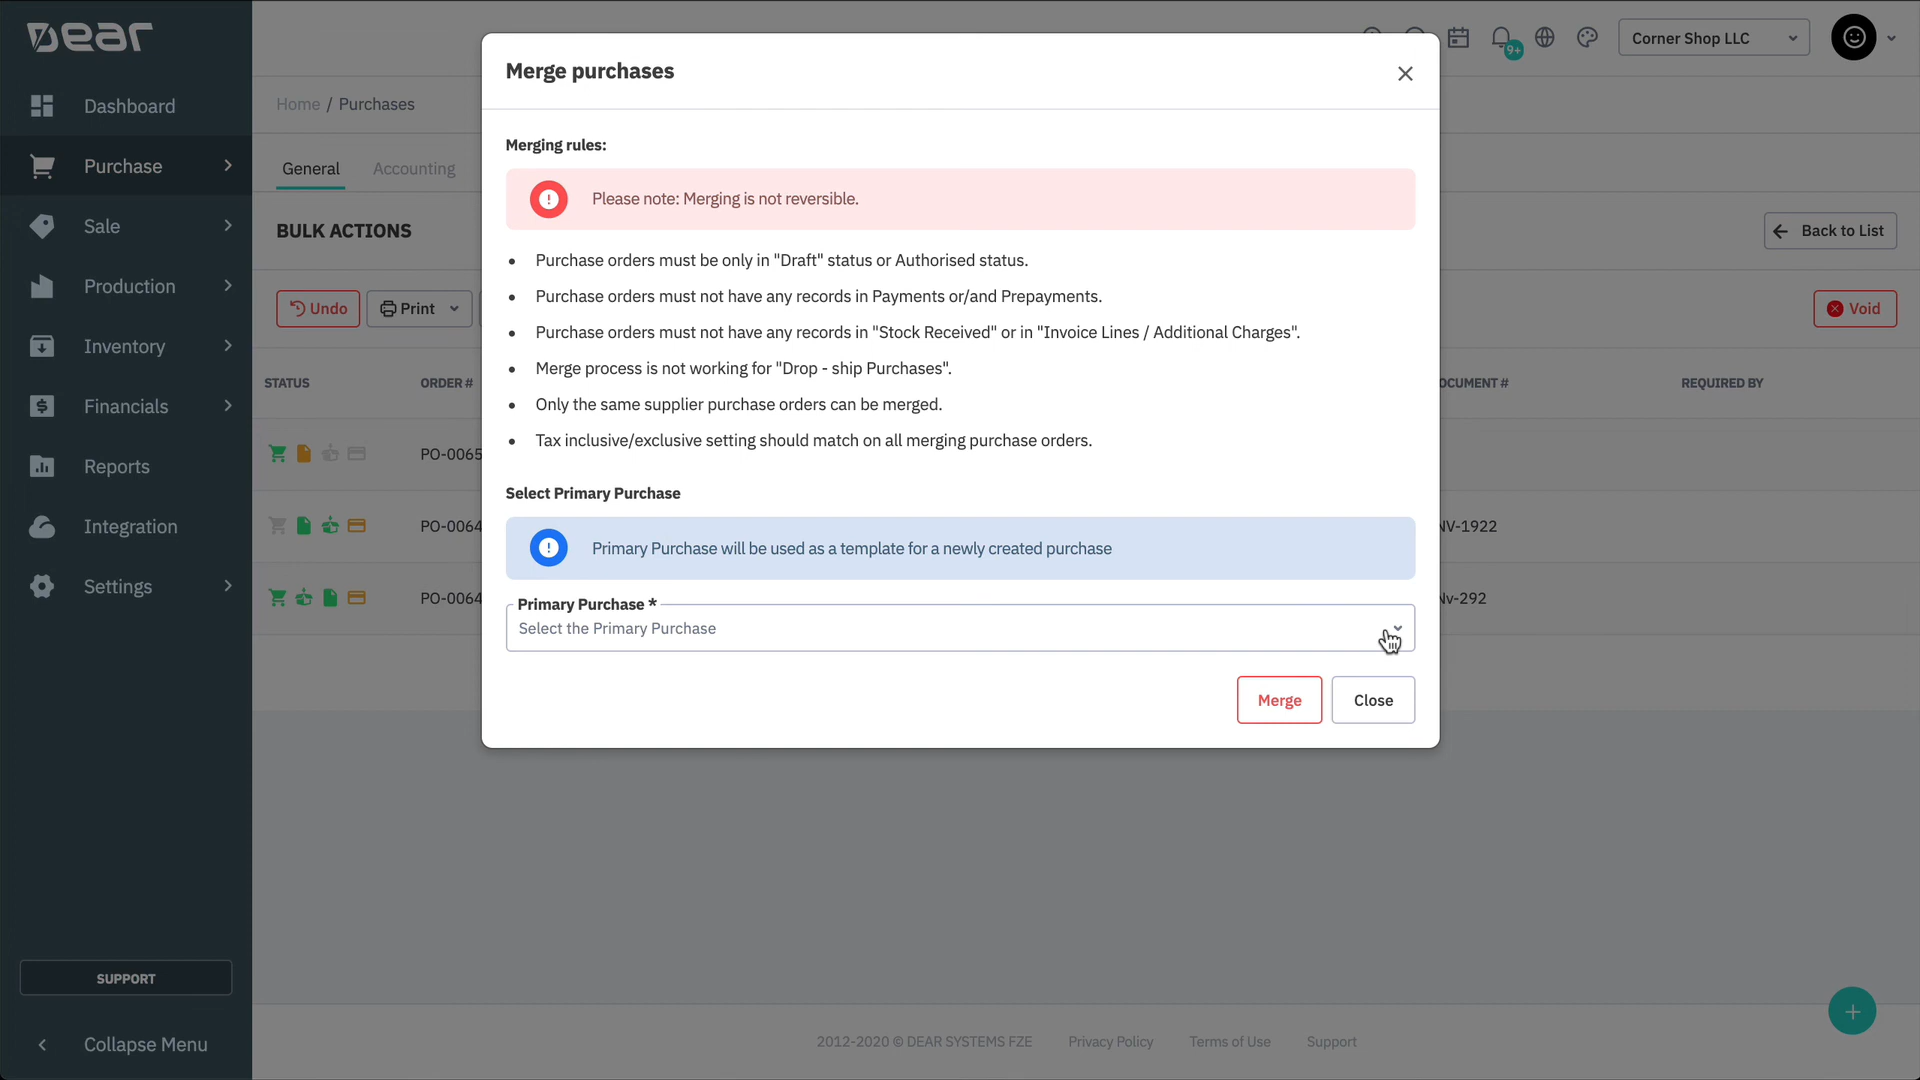 Dear
Dashboard
Purchase
Sale
Production
Inventory
Financials
Reports
Integration
Settings
SUPPORT
Collapse Menu
9+
Corner Shop LLC
Home / Purchases
General
Accounting
BULK ACTIONS
Back to List
Undo
Print
Void
STATUS
ORDER #
OCUMENT #
REQUIRED BY
PO-0065
PO-0064
NV-1922
PO-0064
Nv-292
Merge purchases
Merging rules:
Please note: Merging is not reversible.
• Purchase orders must be only in "Draft" status or Authorised status.
• Purchase orders must not have any records in Payments or/and Prepayments.
• Purchase orders must not have any records in "Stock Received" or in "Invoice Lines / Additional Charges".
• Merge process is not working for "Drop - ship Purchases".
• Only the same supplier purchase orders can be merged.
• Tax inclusive/exclusive setting should match on all merging purchase orders.
Select Primary Purchase
Primary Purchase will be used as a template for a newly created purchase
Primary Purchase *
Select the Primary Purchase
Merge
Close
2012-2020 © DEAR SYSTEMS FZE
Privacy Policy
Terms of Use
Support